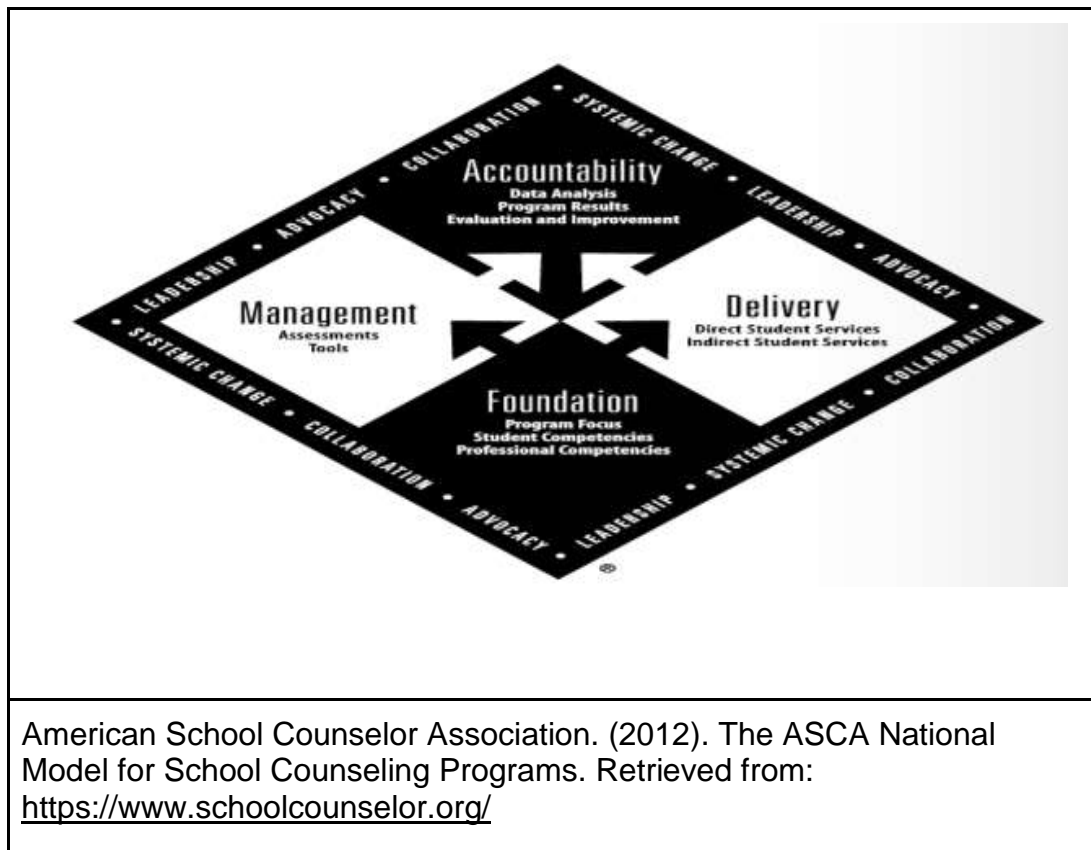 LEADERSHIP • ADVOCACY • COLLABORATION •
SYSTEMIC CHANGE • LEADERSHIP • ADVOCACY •
Accountability
Data Analysis
Program Results
Evaluation and Improvement
Management
Assessments
Tools
Delivery
Direct Student Services
Indirect Student Services
Foundation
Program Focus
Student Competencies
Professional Competencies
• SYSTEMIC CHANGE • COLLABORATION • ADVOCACY
• LEADERSHIP • SYSTEMIC CHANGE • COLLABORATION
®
American School Counselor Association. (2012). The ASCA National
Model for School Counseling Programs. Retrieved from:
https://www.schoolcounselor.org/